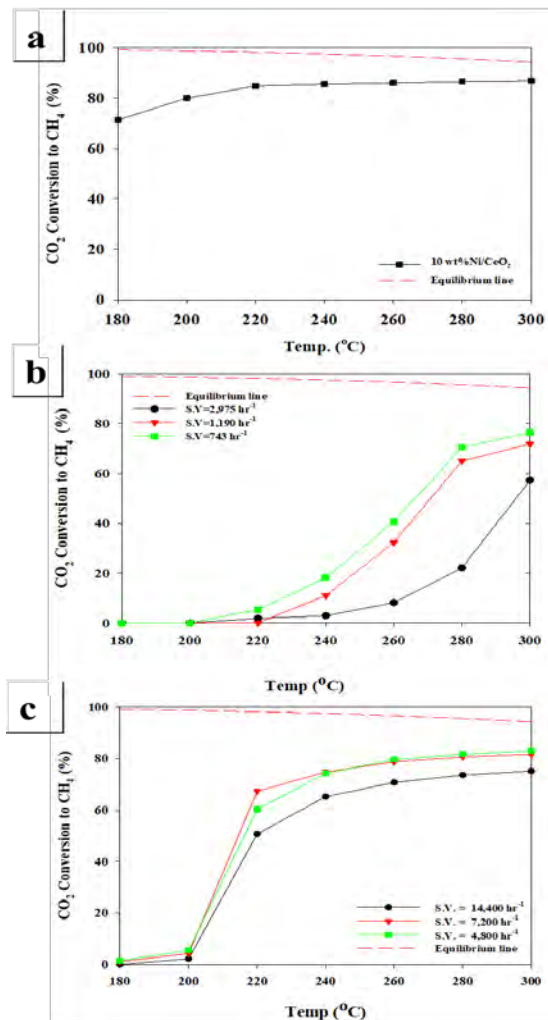 a
CO2 Conversion to CH4 (%)
100
80
60
40
20
0
10 wt%Ni/CeO2
Equilibrium line
180 200 220 240 260 280 300
Temp. (°C)
b
CO2 Conversion to CH4 (%)
100
80
60
40
20
0
Equilibrium line
S.V=2,975 hr-1
S.V=1,190 hr-1
S.V=743 hr-1
180 200 220 240 260 280 300
Temp (°C)
c
CO2 Conversion to CH4 (%)
100
80
60
40
20
0
S.V. = 14,400 hr-1
S.V. = 7,200 hr-1
S.V. = 4,800 hr-1
Equilibrium line
180 200 220 240 260 280 300
Temp (°C)